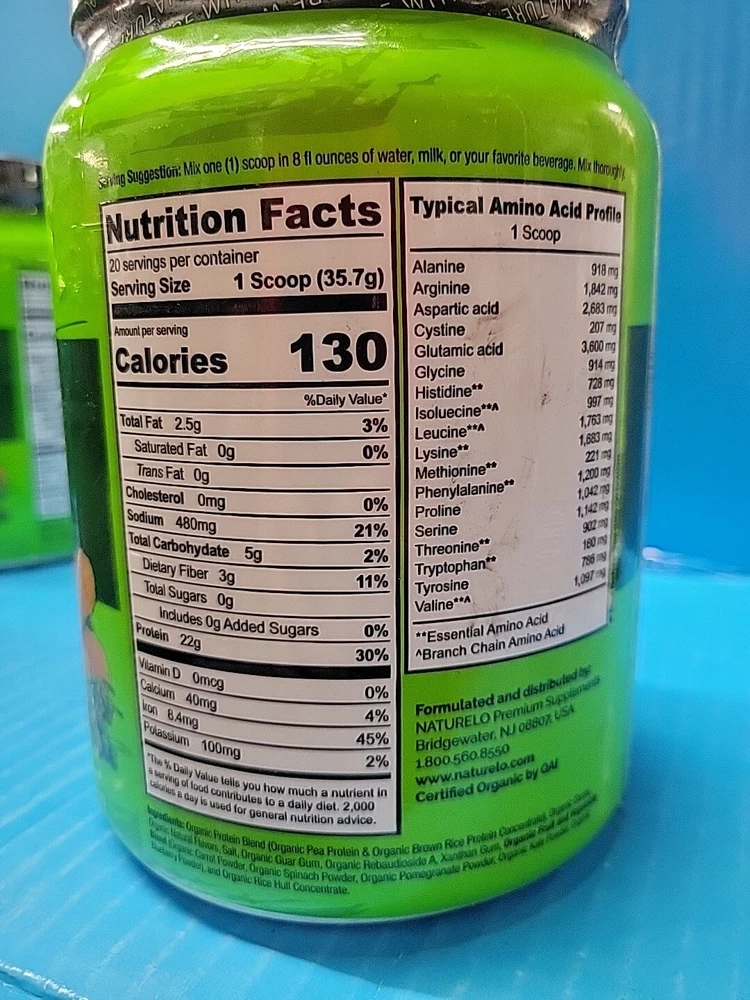 Serving Suggestion: Mix one (1) scoop in 8 fl ounces of water, milk, or your favorite beverage. Mix thoroughly
Nutrition Facts
20 servings per container
Serving Size 1 Scoop (35.7g)
Amount per serving
Calories 130
%Daily Value*
Total Fat 2.5g 3%
Saturated Fat 0g 0%
Trans Fat 0g
Cholesterol 0mg 0%
Sodium 480mg 21%
Total Carbohydrate 5g 2%
Dietary Fiber 3g 11%
Total Sugars 0g
Includes 0g Added Sugars 0%
Protein 22g 30%
Vitamin D 0mcg 0%
Calcium 40mg 4%
Iron 8.4mg 45%
Potassium 100mg 2%
*The % Daily Value tells you how much a nutrient in
a serving of food contributes to a daily diet. 2,000
calories a day is used for general nutrition advice.
Typical Amino Acid Profile
1 Scoop
Alanine 918 mg
Arginine 1,842 mg
Aspartic acid 2,683 mg
Cystine 207 mg
Glutamic acid 3,600 mg
Glycine 914 mg
Histidine** 728 mg
Isoluecine**^ 997 mg
Leucine**^ 1,763 mg
Lysine** 1,683 mg
Methionine** 221 mg
Phenylalanine** 1,200 mg
Proline 1,042 mg
Serine 1,142 mg
Threonine** 902 mg
Tryptophan** 180 mg
Tyrosine 786 mg
Valine**^ 1,097 mg
**Essential Amino Acid
^Branch Chain Amino Acid
Formulated and distributed by:
NATURELO Premium Supplements
Bridgewater, NJ 08807, USA
1.800.560.8550
www.naturelo.com
Certified Organic by QAI
Ingredients: Organic Protein Blend (Organic Pea Protein & Organic Brown Rice Protein Concentrate), Organic
Organic Natural Flavors, Salt, Organic Guar Gum, Organic Rebaudioside A, Xanthan Gum, Organic Fruit and Vegetable
Blend (Organic Carrot Powder, Organic Spinach Powder, Organic Pomegranate Powder, Organic Kale Powder, Organic
Blueberry Powder), and Organic Rice Hull Concentrate.